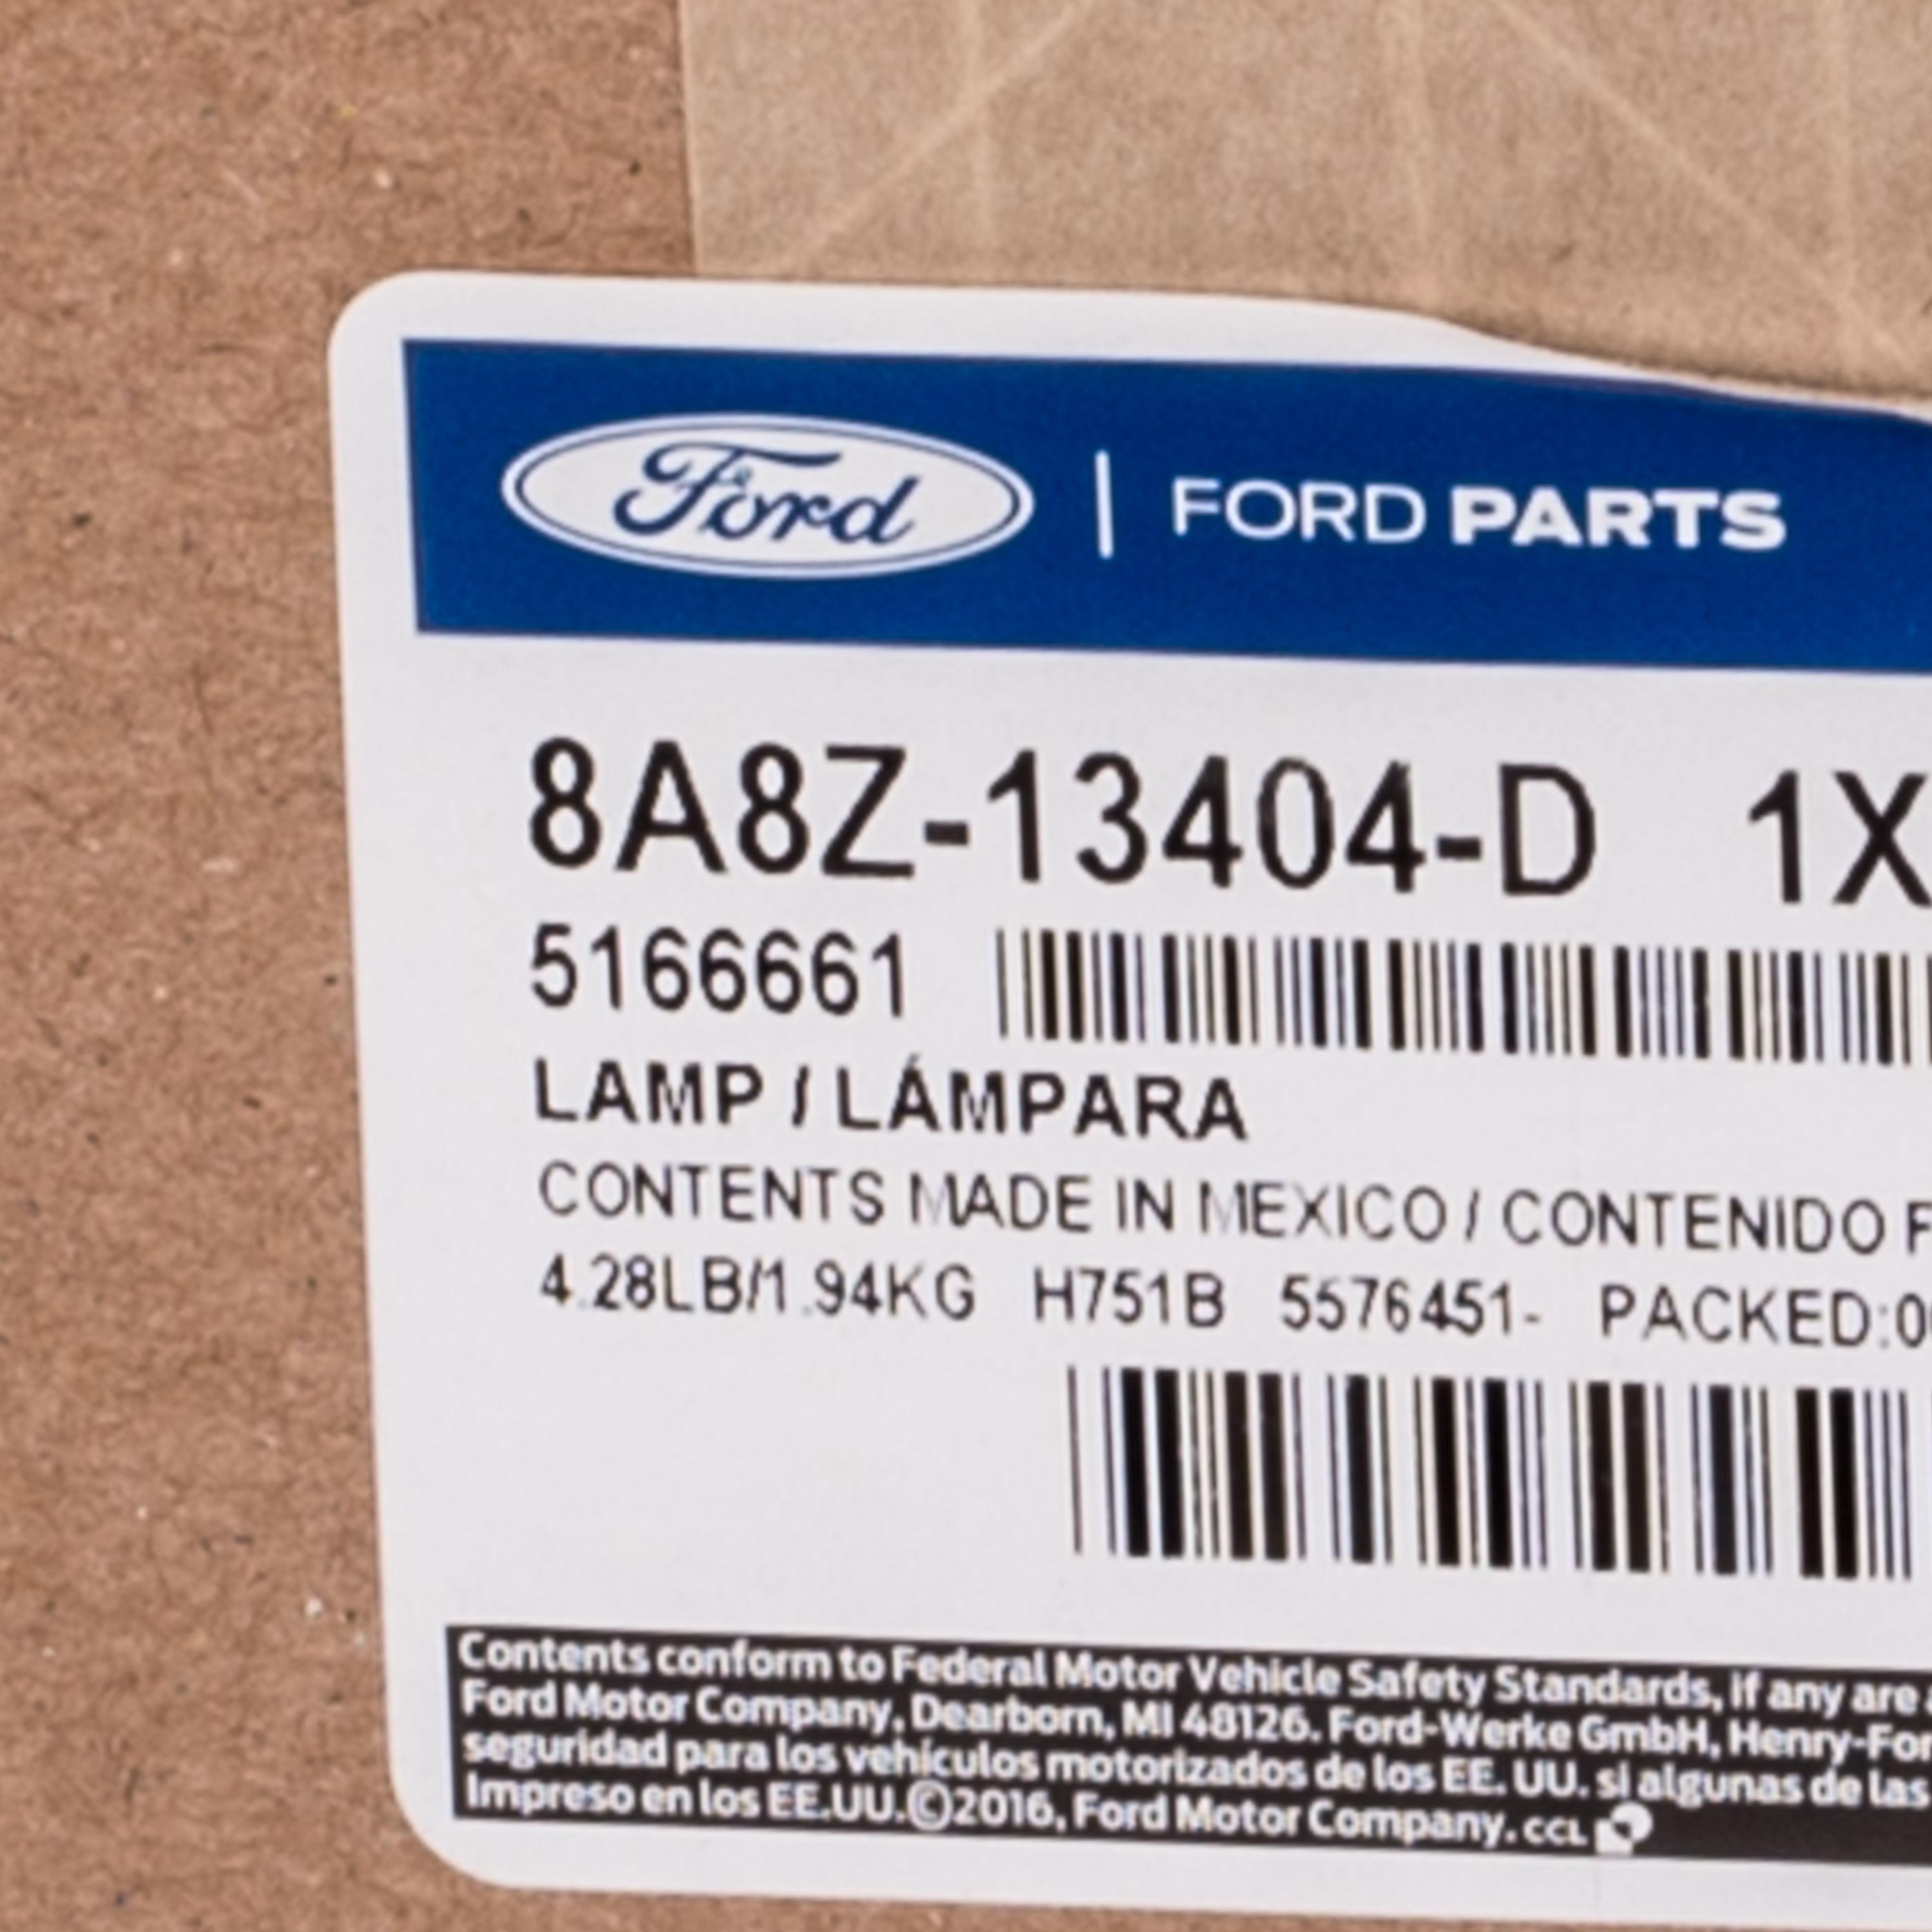 Ford | FORD PARTS
8A8Z-13404-D 1X
5166661
LAMP / LÁMPARA
CONTENTS MADE IN MEXICO / CONTENIDO F
4.28LB/1.94KG H751B 5576451- PACKED:0
Contents conform to Federal Motor Vehicle Safety Standards, if any are
Ford Motor Company, Dearborn, MI 48126. Ford-Werke GmbH, Henry-For
seguridad para los vehículos motorizados de los EE. UU. si algunas de las
Impreso en los EE.UU.©2016, Ford Motor Company. CCL